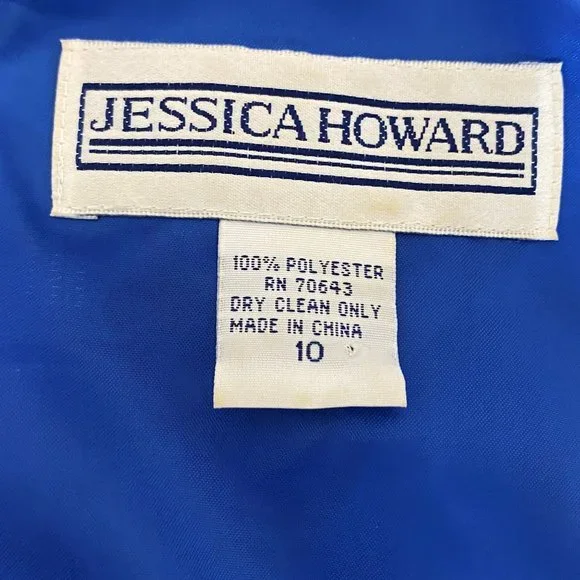 JESSICA HOWARD
100% POLYESTER
RN 70643
DRY CLEAN ONLY
MADE IN CHINA
10